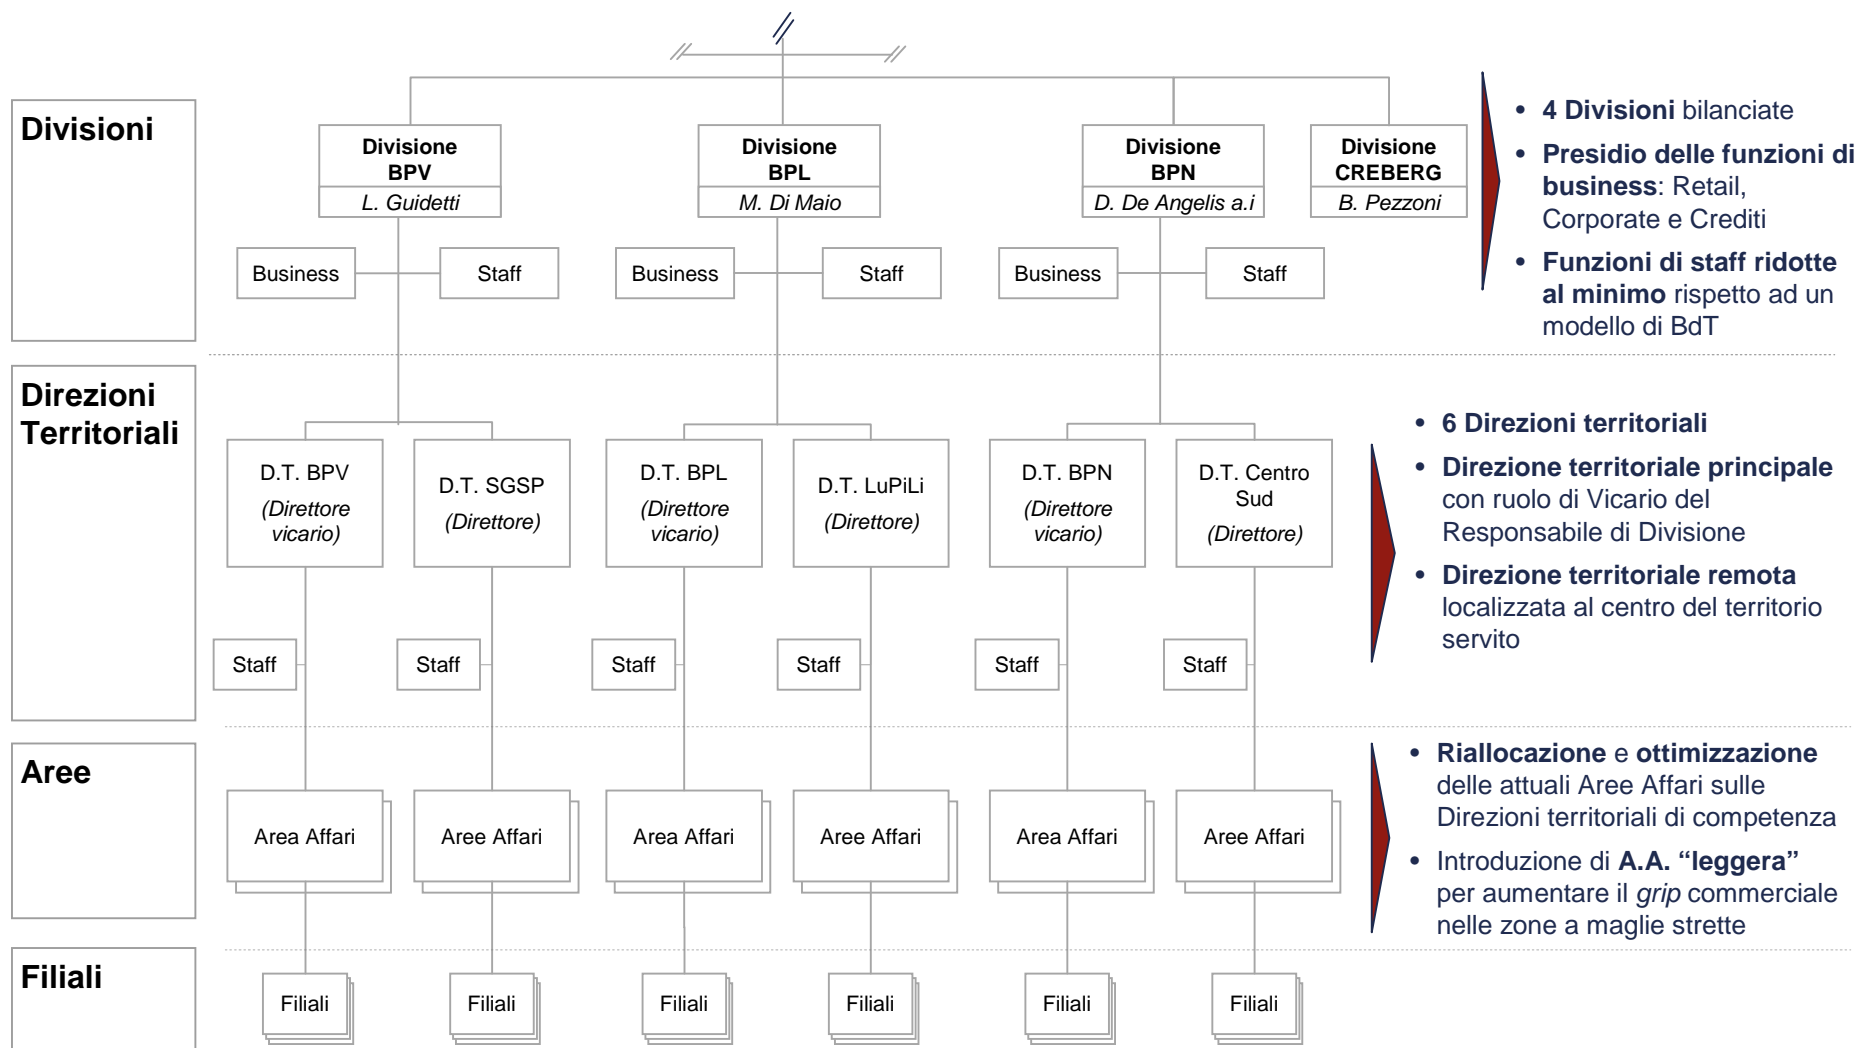 Divisioni
Divisione
BPV
L. Guidetti
Divisione
BPL
M. Di Maio
Divisione
BPN
D. De Angelis a.i
Divisione
CREBERG
B. Pezzoni
Business
Staff
Business
Staff
Business
Staff
• 4 Divisioni bilanciate
• Presidio delle funzioni di
business: Retail,
Corporate e Crediti
• Funzioni di staff ridotte
al minimo rispetto ad un
modello di BdT
Direzioni
Territoriali
D.T. BPV
(Direttore
vicario)
D.T. SGSP
(Direttore)
D.T. BPL
(Direttore
vicario)
D.T. LuPiLi
(Direttore)
D.T. BPN
(Direttore
vicario)
D.T. Centro
Sud
(Direttore)
Staff
Staff
Staff
Staff
Staff
Staff
• 6 Direzioni territoriali
• Direzione territoriale principale
con ruolo di Vicario del
Responsabile di Divisione
• Direzione territoriale remota
localizzata al centro del territorio
servito
Aree
Area Affari
Aree Affari
Area Affari
Aree Affari
Area Affari
Aree Affari
• Riallocazione e ottimizzazione
delle attuali Aree Affari sulle
Direzioni territoriali di competenza
• Introduzione di A.A. “leggera”
per aumentare il grip commerciale
nelle zone a maglie strette
Filiali
Filiali
Filiali
Filiali
Filiali
Filiali
Filiali